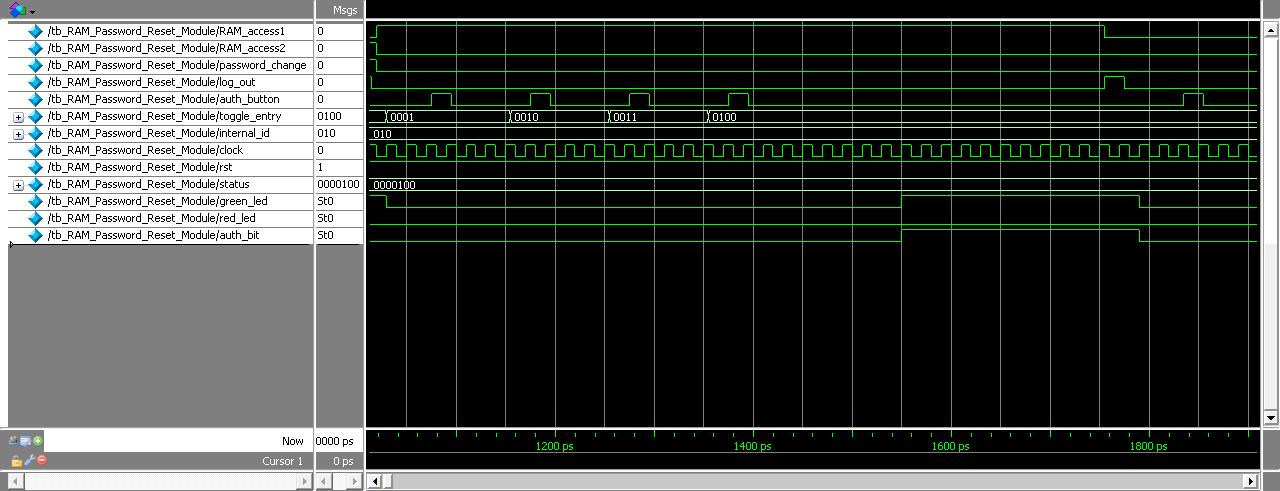 Msgs
/tb_RAM_Password_Reset_Module/RAM_access1 0
/tb_RAM_Password_Reset_Module/RAM_access2 0
/tb_RAM_Password_Reset_Module/password_change 0
/tb_RAM_Password_Reset_Module/log_out 0
/tb_RAM_Password_Reset_Module/auth_button 0
/tb_RAM_Password_Reset_Module/toggle_entry 0100 0001 0010 0011 0100
/tb_RAM_Password_Reset_Module/internal_id 010 010
/tb_RAM_Password_Reset_Module/clock 0
/tb_RAM_Password_Reset_Module/rst 1
/tb_RAM_Password_Reset_Module/status 0000100 0000100
/tb_RAM_Password_Reset_Module/green_led St0
/tb_RAM_Password_Reset_Module/red_led St0
/tb_RAM_Password_Reset_Module/auth_bit St0
Now 0000 ps 1200 ps 1400 ps 1600 ps 1800 ps
Cursor 1 0 ps